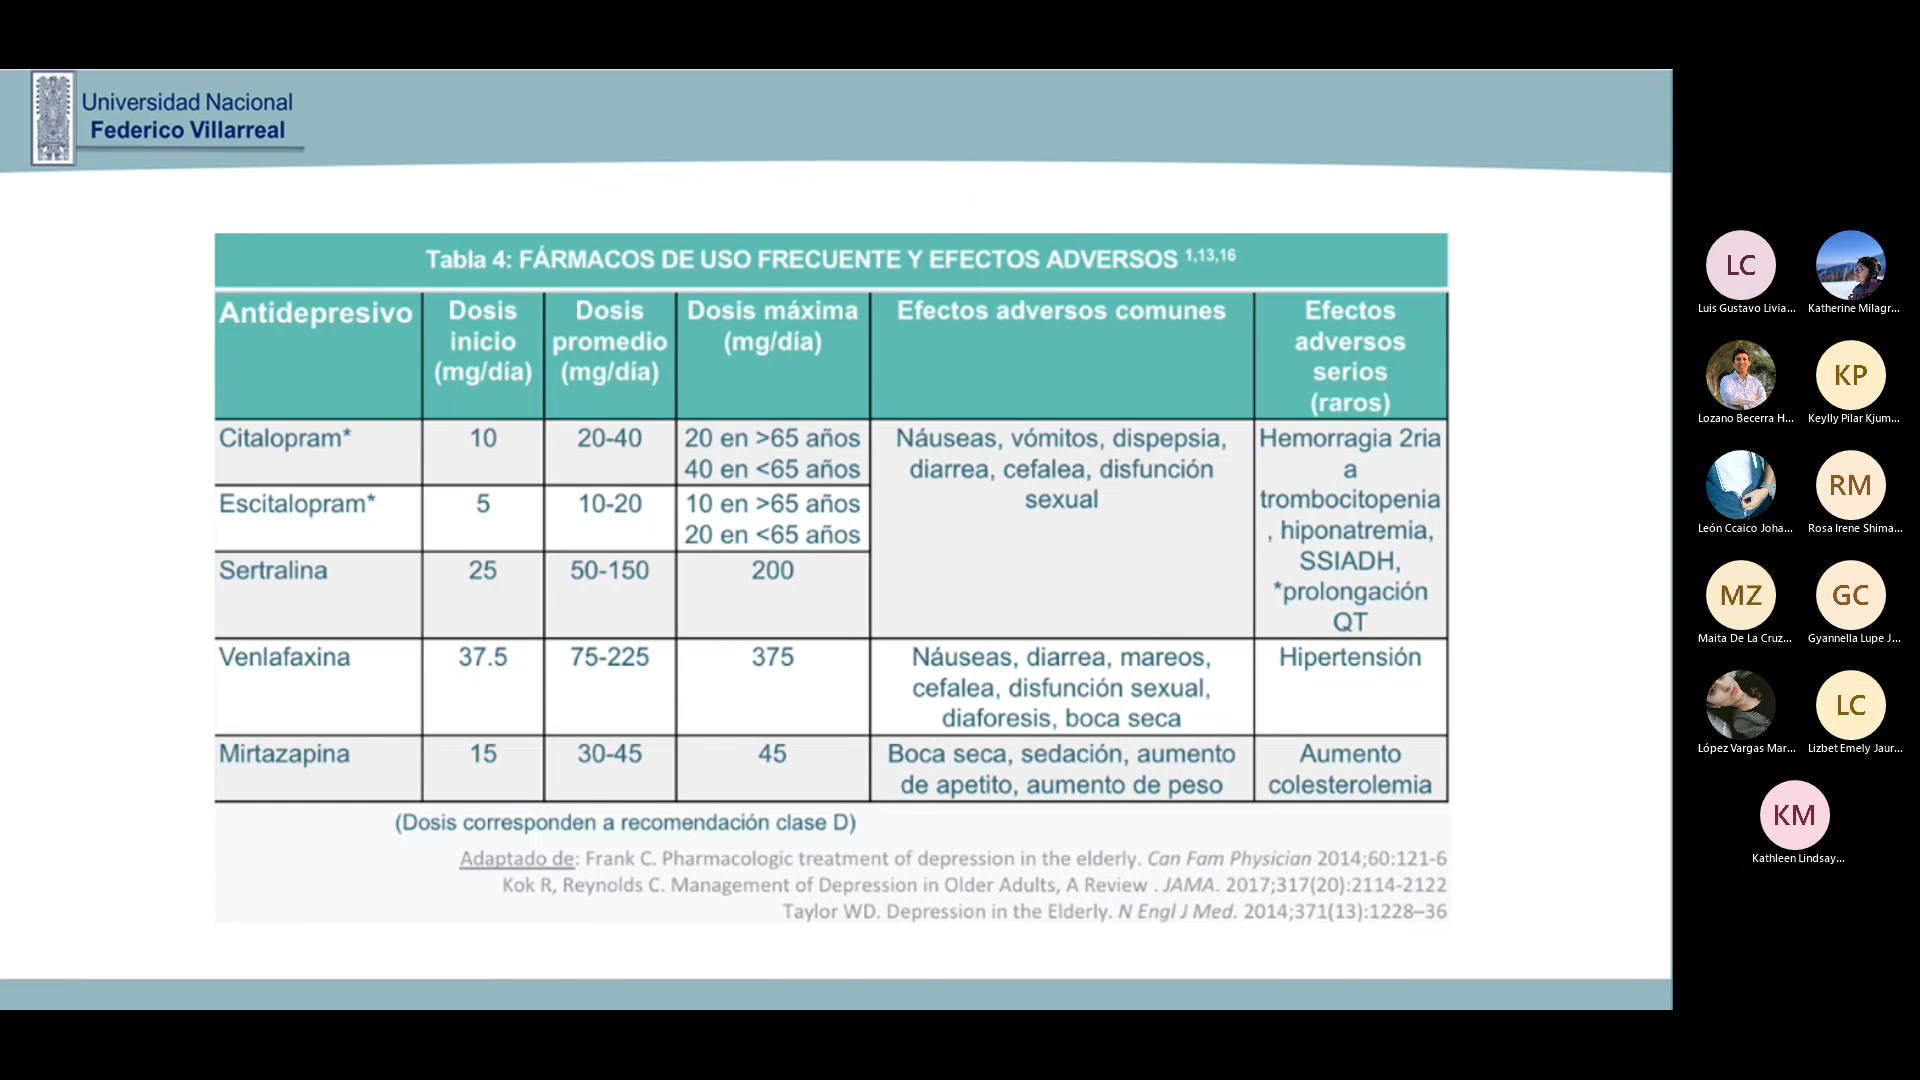 Universidad Nacional
Federico Villarreal
Tabla 4: FÁRMACOS DE USO FRECUENTE Y EFECTOS ADVERSOS 1,13,16
Antidepresivo
Dosis
inicio
(mg/día)
Dosis
promedio
(mg/día)
Dosis máxima
(mg/día)
Efectos adversos comunes
Efectos
adversos
serios
(raros)
Citalopram*
10
20-40
20 en >65 años
40 en <65 años
Náuseas, vómitos, dispepsia,
diarrea, cefalea, disfunción
sexual
Hemorragia 2ria
a
trombocitopenia
, hiponatremia,
SSIADH,
*prolongación
QT
Escitalopram*
5
10-20
10 en >65 años
20 en <65 años
Sertralina
25
50-150
200
Venlafaxina
37.5
75-225
375
Náuseas, diarrea, mareos,
cefalea, disfunción sexual,
diaforesis, boca seca
Hipertensión
Mirtazapina
15
30-45
45
Boca seca, sedación, aumento
de apetito, aumento de peso
Aumento
colesterolemia
(Dosis corresponden a recomendación clase D)
Adaptado de: Frank C. Pharmacologic treatment of depression in the elderly. Can Fam Physician 2014;60:121-6
Kok R, Reynolds C. Management of Depression in Older Adults, A Review . JAMA. 2017;317(20):2114-2122
Taylor WD. Depression in the Elderly. N Engl J Med. 2014;371(13):1228–36
LC
Luis Gustavo Livia...
Katherine Milagr...
Lozano Becerra H...
KP
Keylly Pilar Kjum...
León Ccaico Joha...
RM
Rosa Irene Shima...
MZ
Maita De La Cruz...
GC
Gyannella Lupe J...
López Vargas Mar...
LC
Lizbet Emely Jaur...
KM
Kathleen Lindsay...